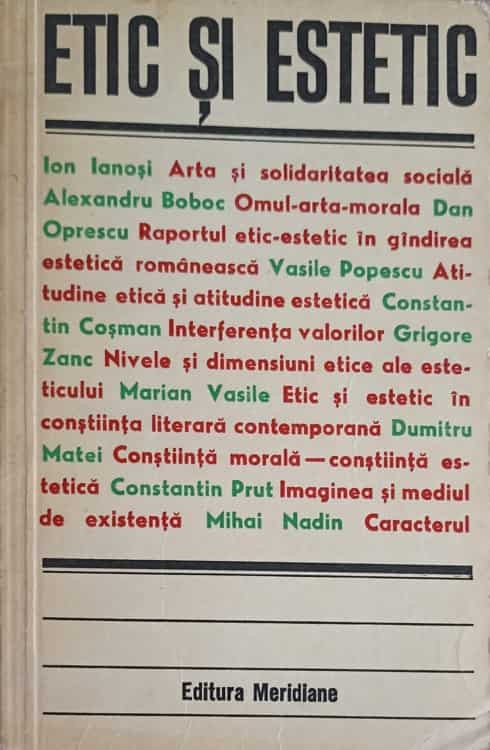 ETIC ȘI ESTETIC
Ion Ianoși Arta și solidaritatea socială
Alexandru Boboc Omul-arta-morala Dan
Oprescu Raportul etic-estetic în gîndirea
estetică românească Vasile Popescu Ati-
tudine etică și atitudine estetică Constan-
tin Coșman Interferența valorilor Grigore
Zanc Nivele și dimensiuni etice ale este-
ticului Marian Vasile Etic și estetic în
conștiința literară contemporană Dumitru
Matei Conștiință morală — conștiință es-
tetică Constantin Prut Imaginea și mediul
de existență Mihai Nadin Caracterul
Editura Meridiane